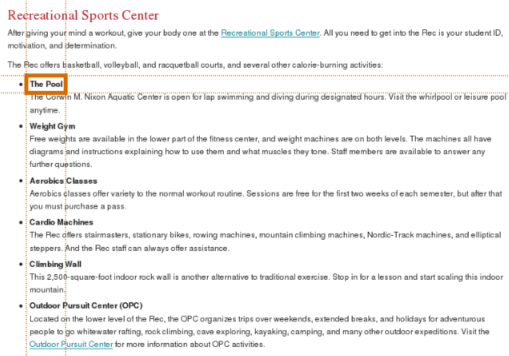 Recreational Sports Center
After giving your mind a workout, give your body one at the Recreational Sports Center. All you need to get into the Rec is your student ID,
motivation, and determination.
The Rec offers basketball, volleyball, and racquetball courts, and several other calorie-burning activities:
• The Pool
The Corwin M. Nixon Aquatic Center is open for lap swimming and diving during designated hours. Visit the whirlpool or leisure pool
anytime.
• Weight Gym
Free weights are available in the lower part of the fitness center, and weight machines are on both levels. The machines all have
diagrams and instructions explaining how to use them and what muscles they tone. Staff members are available to answer any
further questions.
• Aerobics Classes
Aerobics classes offer variety to the normal workout routine. Sessions are free for the first two weeks of each semester, but after that
you must purchase a pass.
• Cardio Machines
The Rec offers stairmasters, stationary bikes, rowing machines, mountain climbing machines, Nordic-Track machines, and elliptical
steppers. And the Rec staff can always offer assistance.
• Climbing Wall
This 2,500-square-foot indoor rock wall is another alternative to traditional exercise. Stop in for a lesson and start scaling this indoor
mountain.
• Outdoor Pursuit Center (OPC)
Located on the lower level of the Rec, the OPC organizes trips over weekends, extended breaks, and holidays for adventurous
people to go whitewater rafting, rock climbing, cave exploring, kayaking, camping, and many other outdoor expeditions. Visit the
Outdoor Pursuit Center for more information about OPC activities.